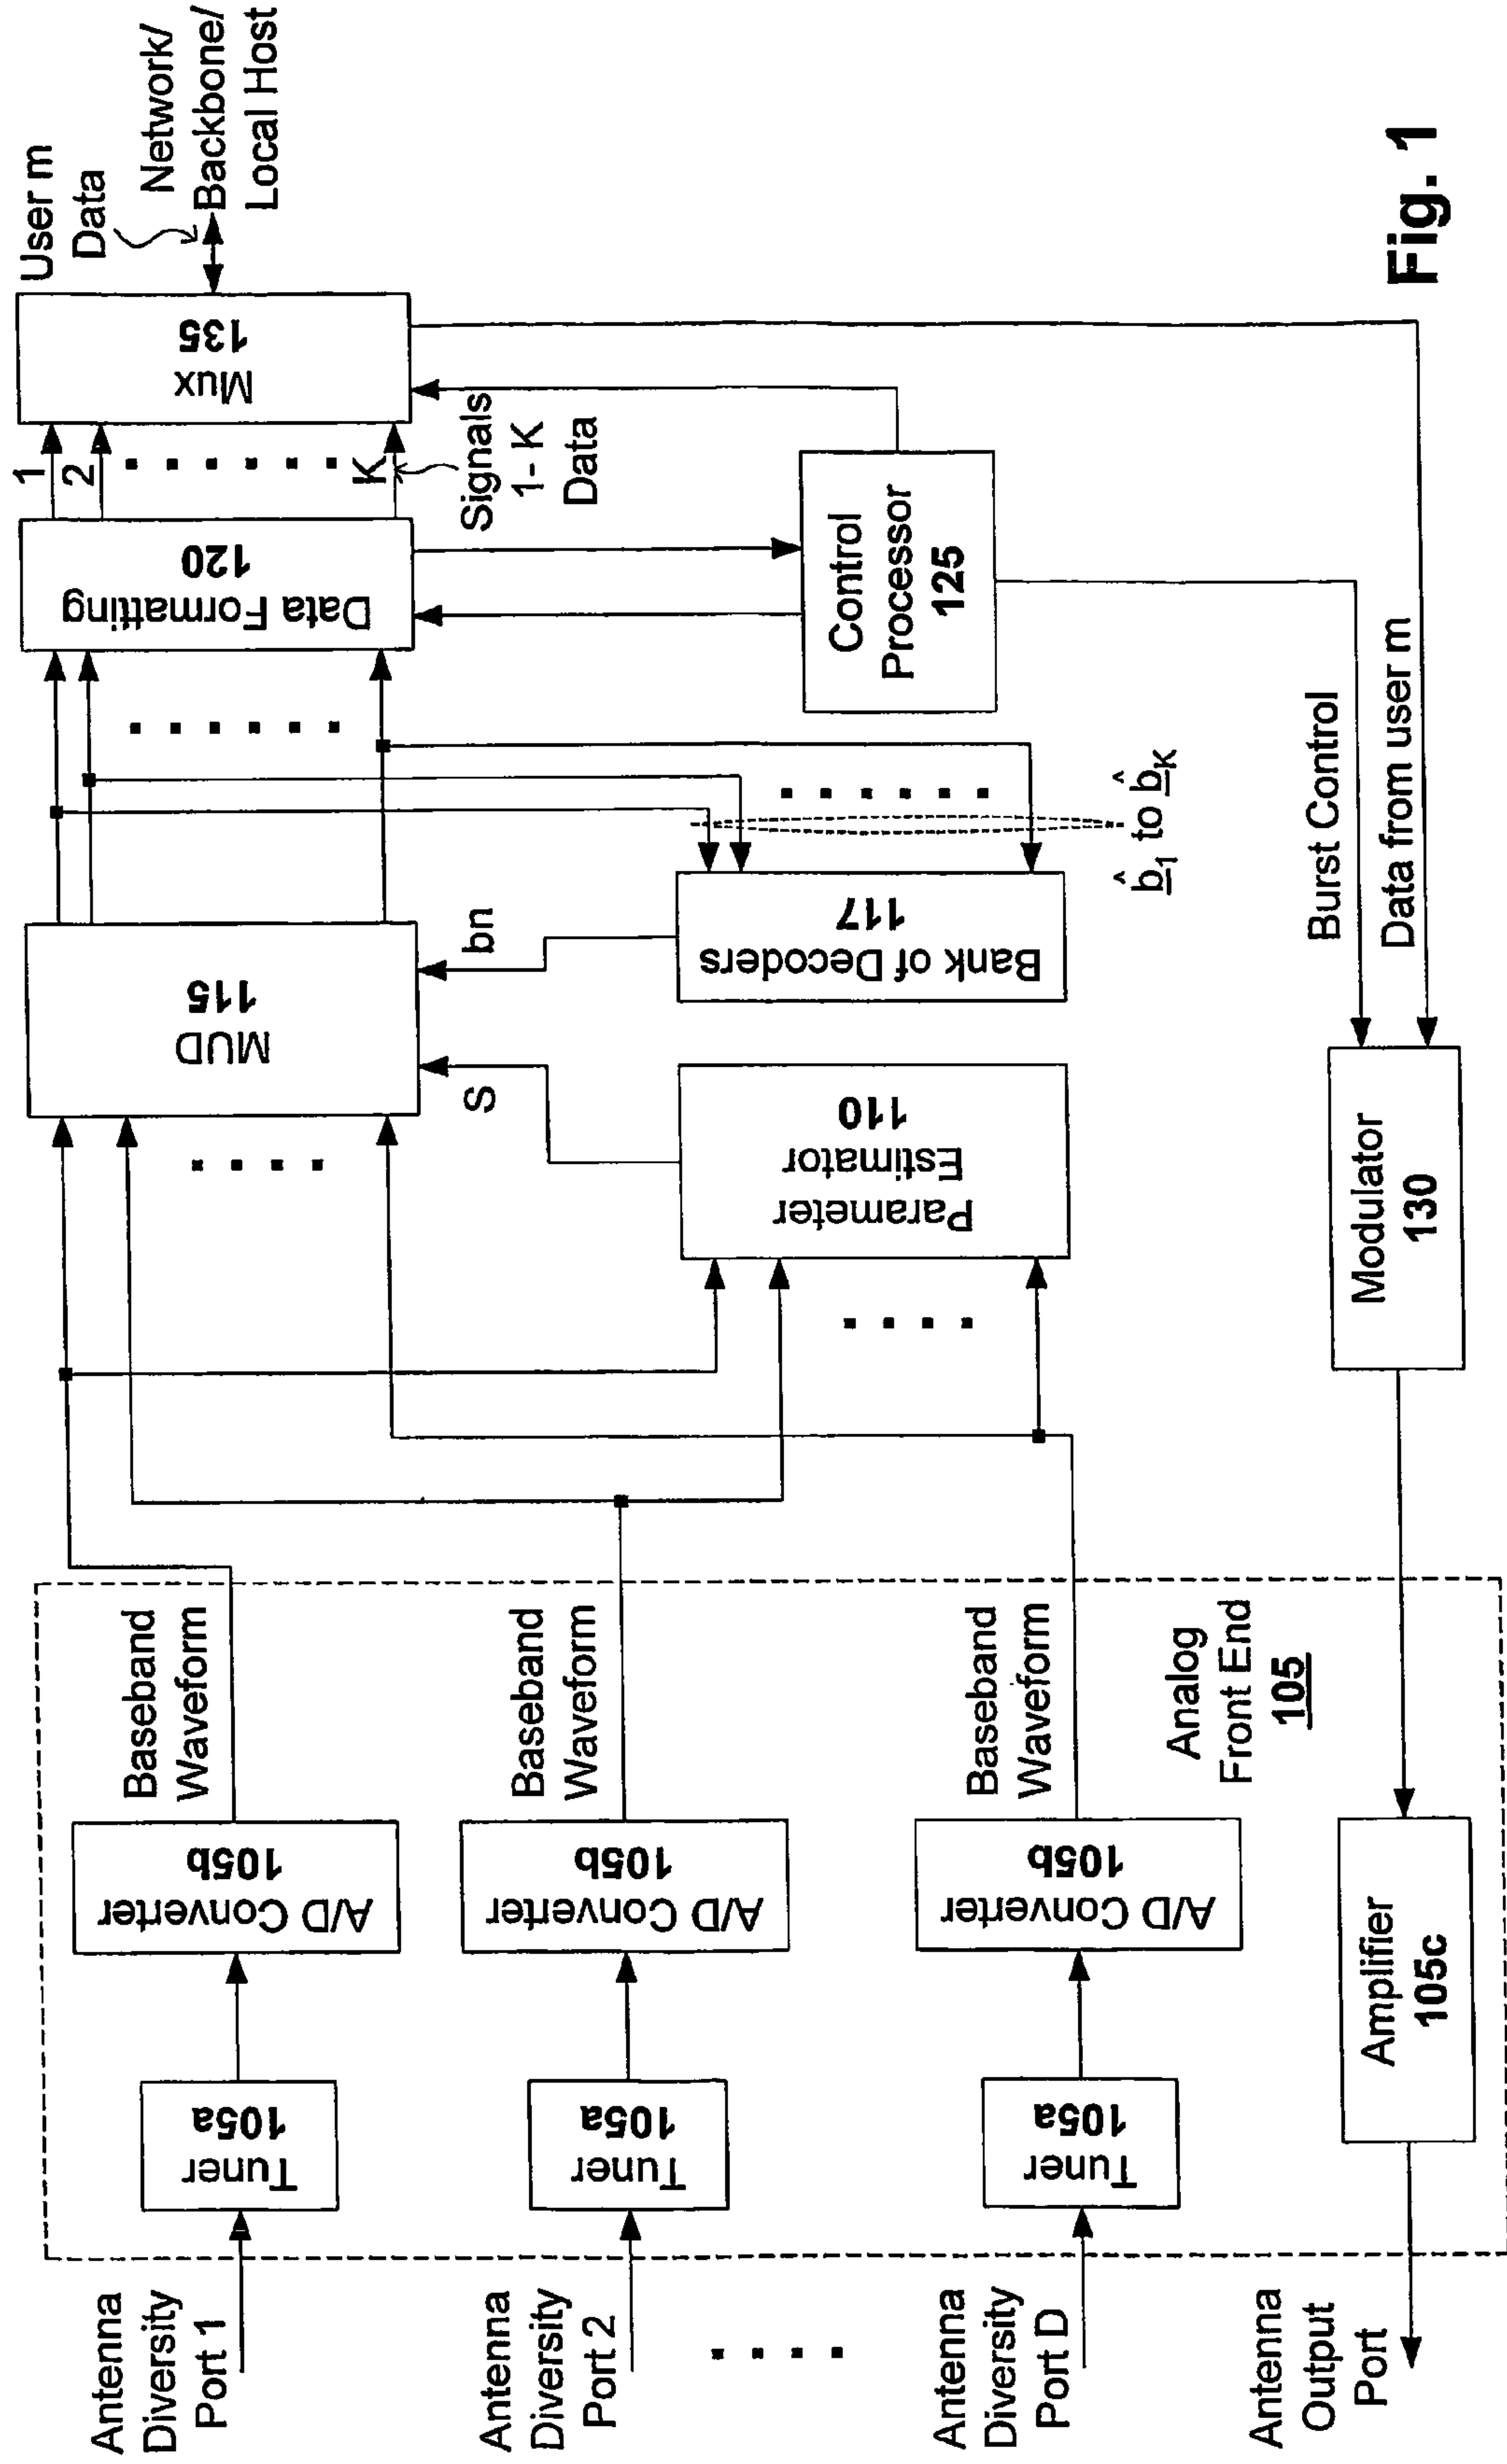 Antenna
Diversity
Port 1
Tuner
105a
A/D Converter
105b
Baseband
Waveform
Antenna
Diversity
Port 2
Tuner
105a
A/D Converter
105b
Baseband
Waveform
Antenna
Diversity
Port D
Tuner
105a
A/D Converter
105b
Baseband
Waveform
Analog
Front End
105
Antenna
Output
Port
Amplifier
105c
Modulator
130
Parameter
Estimator
110
S
MUD
115
bn
Bank of Decoders
117
b̂1 to b̂K
Data Formatting
120
Control
Processor
125
Burst Control
Data from user m
1
2
K
Signals
1- K
Data
Mux
135
User m
Data
Network/
Backbone/
Local Host
Fig. 1